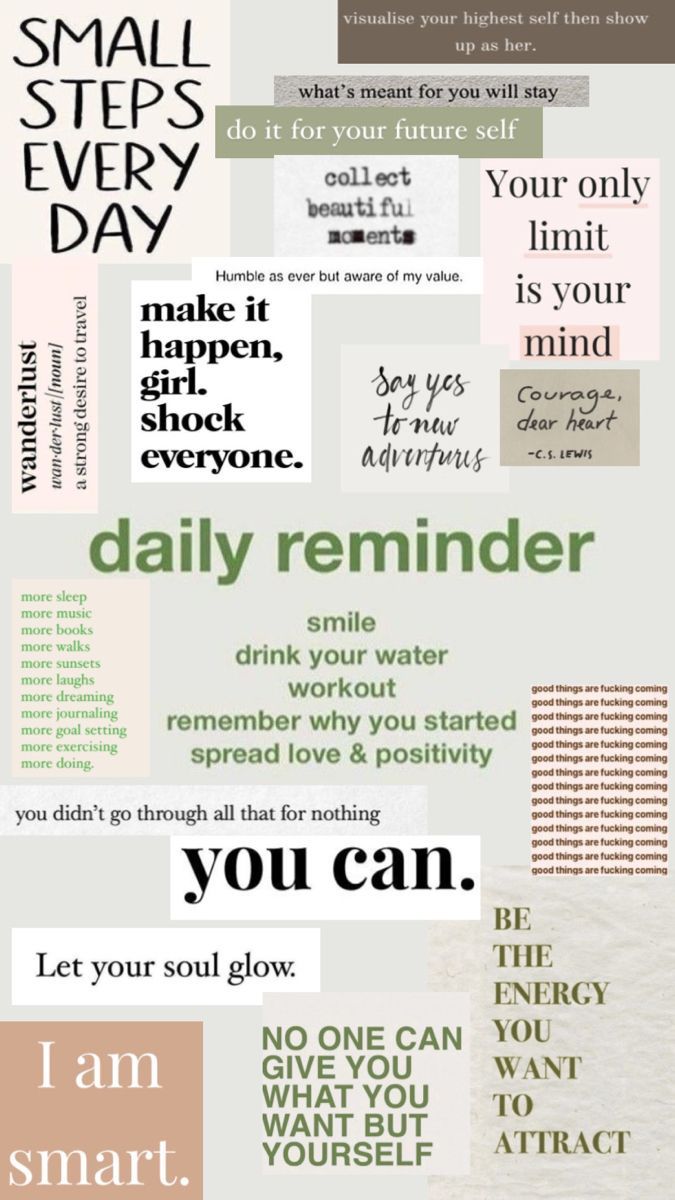 SMALL
STEPS
EVERY
DAY
visualise your highest self then show
up as her.
what's meant for you will stay
do it for your future self
collect
beautiful
moments
Your only
limit
is your
mind
Humble as ever but aware of my value.
wanderlust
wan·der·lust/[noun]
a strong desire to travel
make it
happen,
girl.
shock
everyone.
say yes
to new
adventures
Courage,
dear heart
-C.S. LEWIS
daily reminder
smile
drink your water
workout
remember why you started
spread love & positivity
more sleep
more music
more books
more walks
more sunsets
more laughs
more dreaming
more journaling
more goal setting
more exercising
more doing.
good things are fucking coming
good things are fucking coming
good things are fucking coming
good things are fucking coming
good things are fucking coming
good things are fucking coming
good things are fucking coming
good things are fucking coming
good things are fucking coming
good things are fucking coming
good things are fucking coming
good things are fucking coming
good things are fucking coming
good things are fucking coming
you didn't go through all that for nothing
you can.
Let your soul glow.
BE
THE
ENERGY
YOU
WANT
TO
ATTRACT
I am
smart.
NO ONE CAN
GIVE YOU
WHAT YOU
WANT BUT
YOURSELF